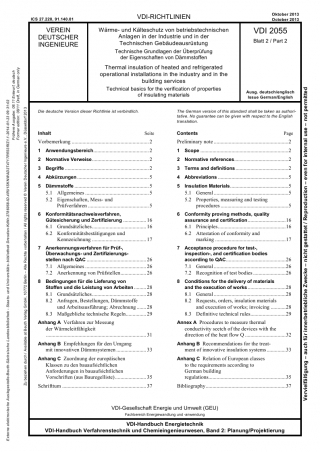 ICS 27.220, 91.140.01
VDI-RICHTLINIEN
Oktober 2013
October 2013
VEREIN
DEUTSCHER
INGENIEURE
Wärme- und Kälteschutz von betriebstechnischen
Anlagen in der Industrie und in der
Technischen Gebäudeausrüstung
Technische Grundlagen der Überprüfung
der Eigenschaften von Dämmstoffen
Thermal insulation of heated and refrigerated
operational installations in the industry and in the
building services
Technical basics for the verification of properties
of insulating materials
VDI 2055
Blatt 2 / Part 2
Ausg. deutsch/englisch
Issue German/English
Die deutsche Version dieser Richtlinie ist verbindlich.
The German version of this standard shall be taken as authori-
tative. No guarantee can be given with respect to the English
translation.
Inhalt Seite
Vorbemerkung 2
1 Anwendungsbereich 2
2 Normative Verweise 2
3 Begriffe 2
4 Abkürzungen 5
5 Dämmstoffe 5
5.1 Allgemeines 5
5.2 Eigenschaften, Mess- und
Prüfverfahren 5
6 Konformitätsnachweisverfahren,
Gütesicherung und Zertifizierung 16
6.1 Grundsätzliches 16
6.2 Konformitätsbestätigungen und
Kennzeichnung 17
7 Anerkennungsverfahren für Prüf-,
Überwachungs- und Zertifizierungs-
stellen nach QAC 26
7.1 Allgemeines 26
7.2 Anerkennung von Prüfstellen 26
8 Bedingungen für die Lieferung von
Stoffen und die Leistung von Arbeiten 28
8.1 Grundsätzliches 28
8.2 Anfragen, Bestellungen, Dämmstoffe
und Arbeitsausführung; Abrechnung 28
8.3 Maßgebliche technische Regeln 29
Anhang A Verfahren zur Messung
der Wärmeleitfähigkeit
31
Anhang B Empfehlungen für den Umgang
mit innovativen Dämmsystemen 33
Anhang C Zuordnung der europäischen
Klassen zu den bauaufsichtlichen
Anforderungen in bauaufsichtlichen
Vorschriften (aus Bauregelliste) 35
Schrifttum 37
Contents Page
Preliminary note 2
1 Scope 2
2 Normative references 2
3 Terms and definitions 2
4 Abbreviations 5
5 Insulation Materials 5
5.1 General 5
5.2 Properties, measuring and testing
procedures 5
6 Conformity proving methods, quality
assurance and certification 16
6.1 Principles 16
6.2 Attestation of conformity and
marking 17
7 Acceptance procedure for test-,
inspection-, and certification bodies
according to QAC 26
7.1 General 26
7.2 Recognition of test bodies 26
8 Conditions for the delivery of materials
and the execution of works 28
8.1 General 28
8.2 Requests, orders, insulation materials
and execution of works; invoicing 28
8.3 Definitive technical rules 29
Annex A Procedures to measure thermal
conductivity
direction of the heat flow 32
Annex B Recommendations for the treat-
ment of innovative insulation systems 33
Annex C Relation of European classes
to the requirements according to
German building
regulations 35
Bibliography 37
VDI-Gesellschaft Energie und Umwelt (GEU)
Fachbereich Energiewandlung und -anwendung
VDI-Handbuch Energietechnik
VDI-Handbuch Verfahrenstechnik und Chemieingenieurwesen, Band 2: Planung/Projektierung
Vervielfältigung – auch für innerbetriebliche Zwecke – nicht gestattet / Reproduction – even for internal use – not permitted